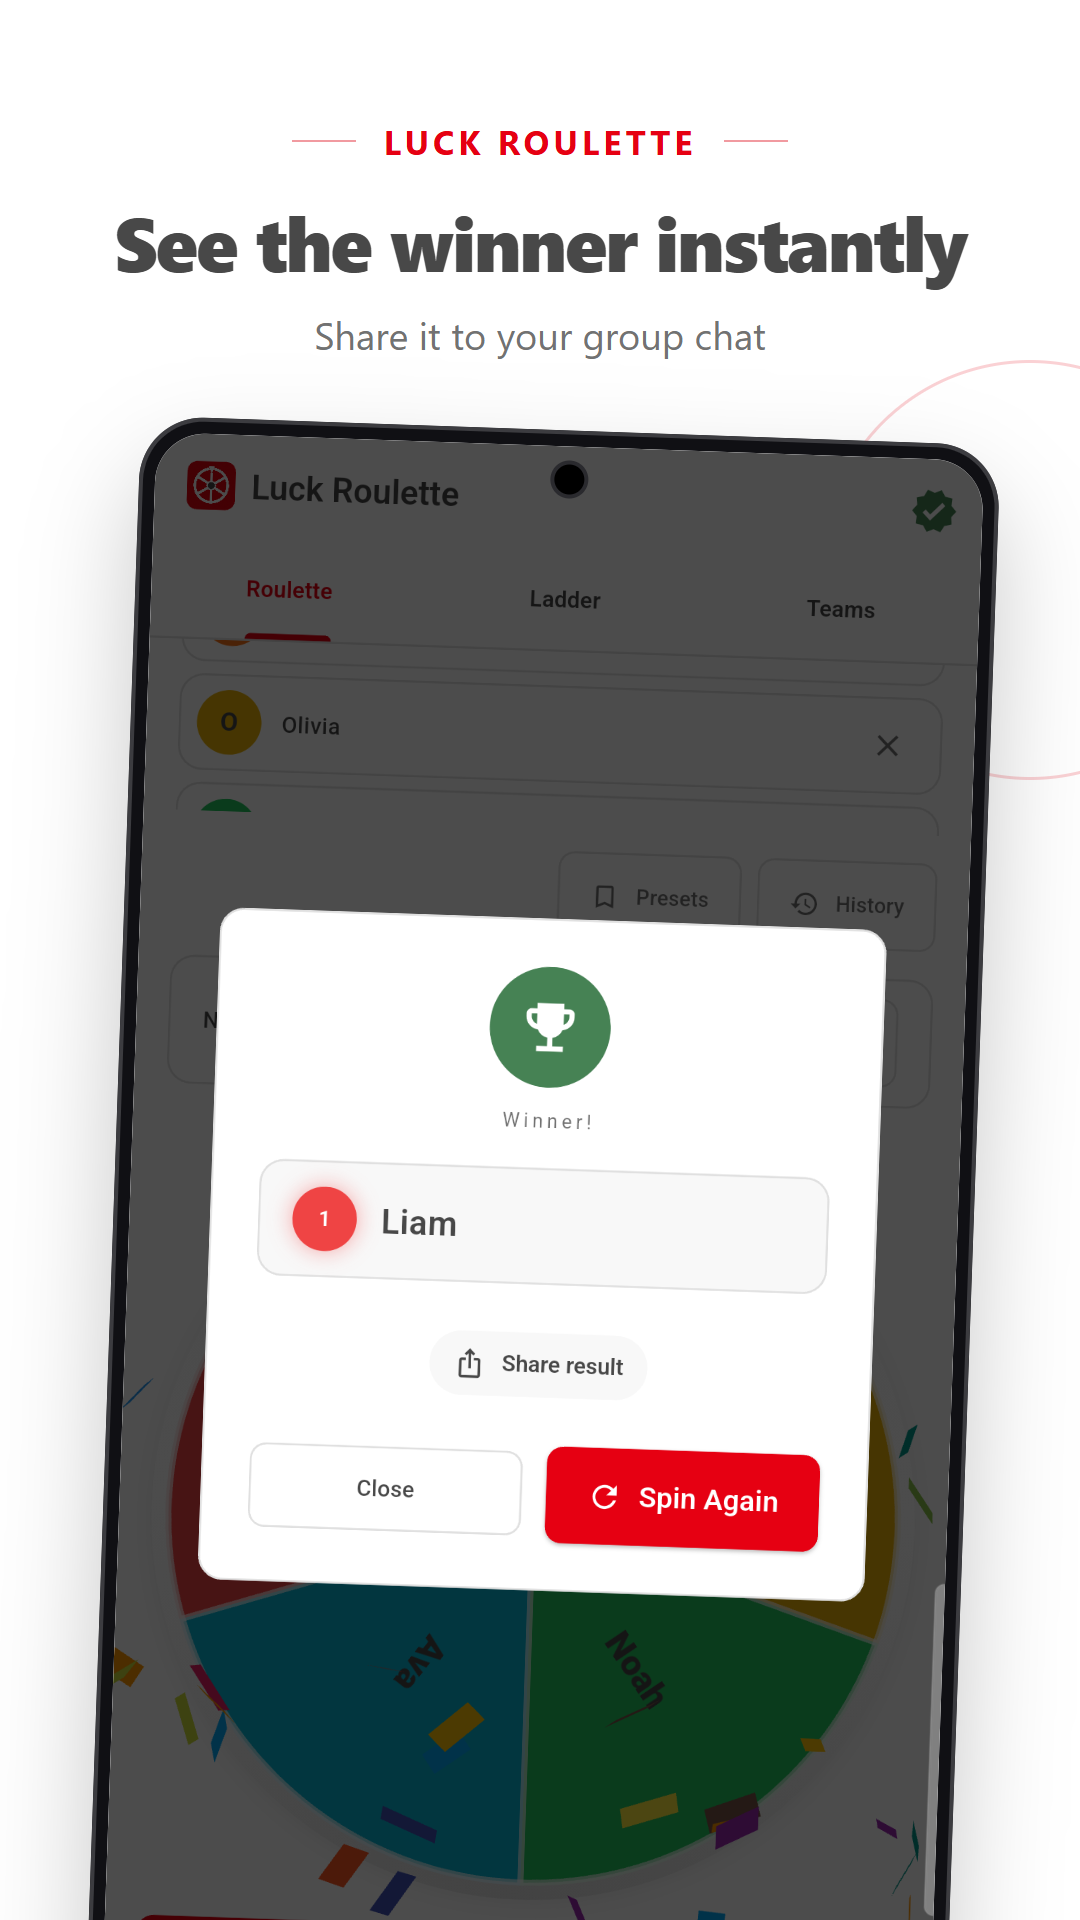 LUCK ROULETTE
See the winner instantly
Share it to your group chat
Luck Roulette
Roulette
Ladder
Teams
O
Olivia
Presets
History
N
Winner!
1
Liam
Share result
Close
Spin Again
Ava
Noah